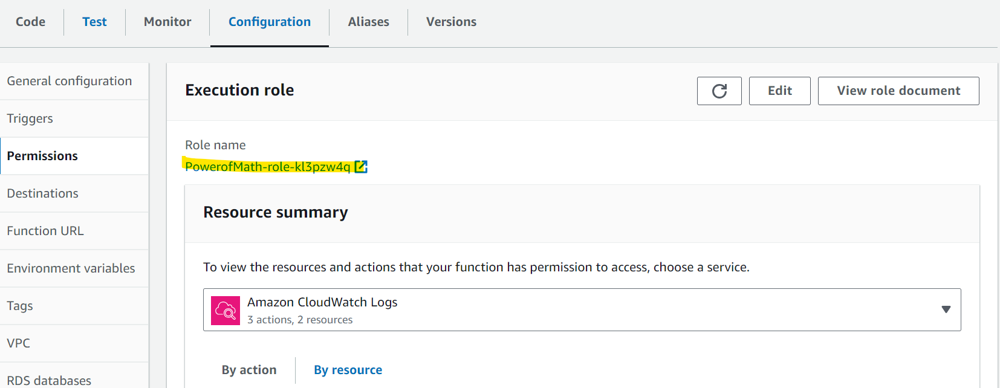 Code Test Monitor Configuration Aliases Versions
General configuration
Triggers
Permissions
Destinations
Function URL
Environment variables
Tags
VPC
RDS databases
Execution role
Edit
View role document
Role name
PowerofMath-role-kl3pzw4q
Resource summary
To view the resources and actions that your function has permission to access, choose a service.
Amazon CloudWatch Logs
3 actions, 2 resources
By action By resource